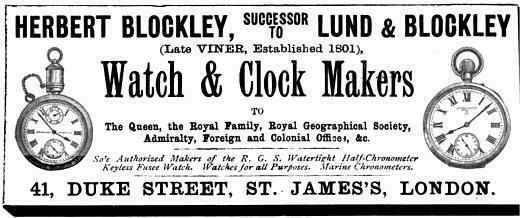 HERBERT BLOCKLEY, SUCCESSOR TO LUND & BLOCKLEY
(Late VINER, Established 1801),
Watch & Clock Makers
TO
The Queen, the Royal Family, Royal Geographical Society,
Admiralty, Foreign and Colonial Offices, &c.
Sole Authorized Makers of the R. G. S. Watertight Half-Chronometer
Keyless Fusee Watch. Watches for all Purposes. Marine Chronometers.
41, DUKE STREET, ST. JAMES'S, LONDON.